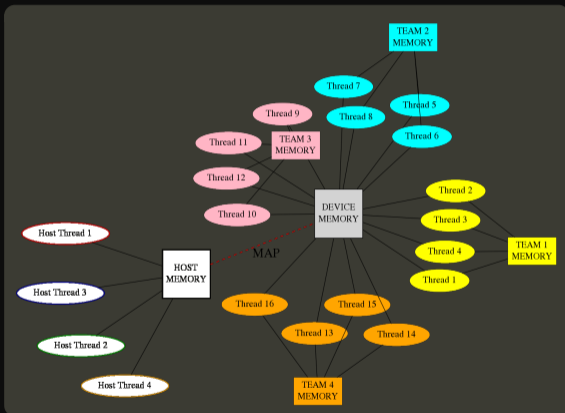 TEAM 2
MEMORY
Thread 7
Thread 5
Thread 8
Thread 9
Thread 6
Thread 11
TEAM 3
MEMORY
Thread 12
Thread 2
Thread 10
DEVICE
MEMORY
Thread 3
Host Thread 1
Thread 4
TEAM 1
MEMORY
MAP
HOST
MEMORY
Thread 1
Host Thread 3
Thread 16
Thread 15
Thread 13
Thread 14
Host Thread 2
Host Thread 4
TEAM 4
MEMORY